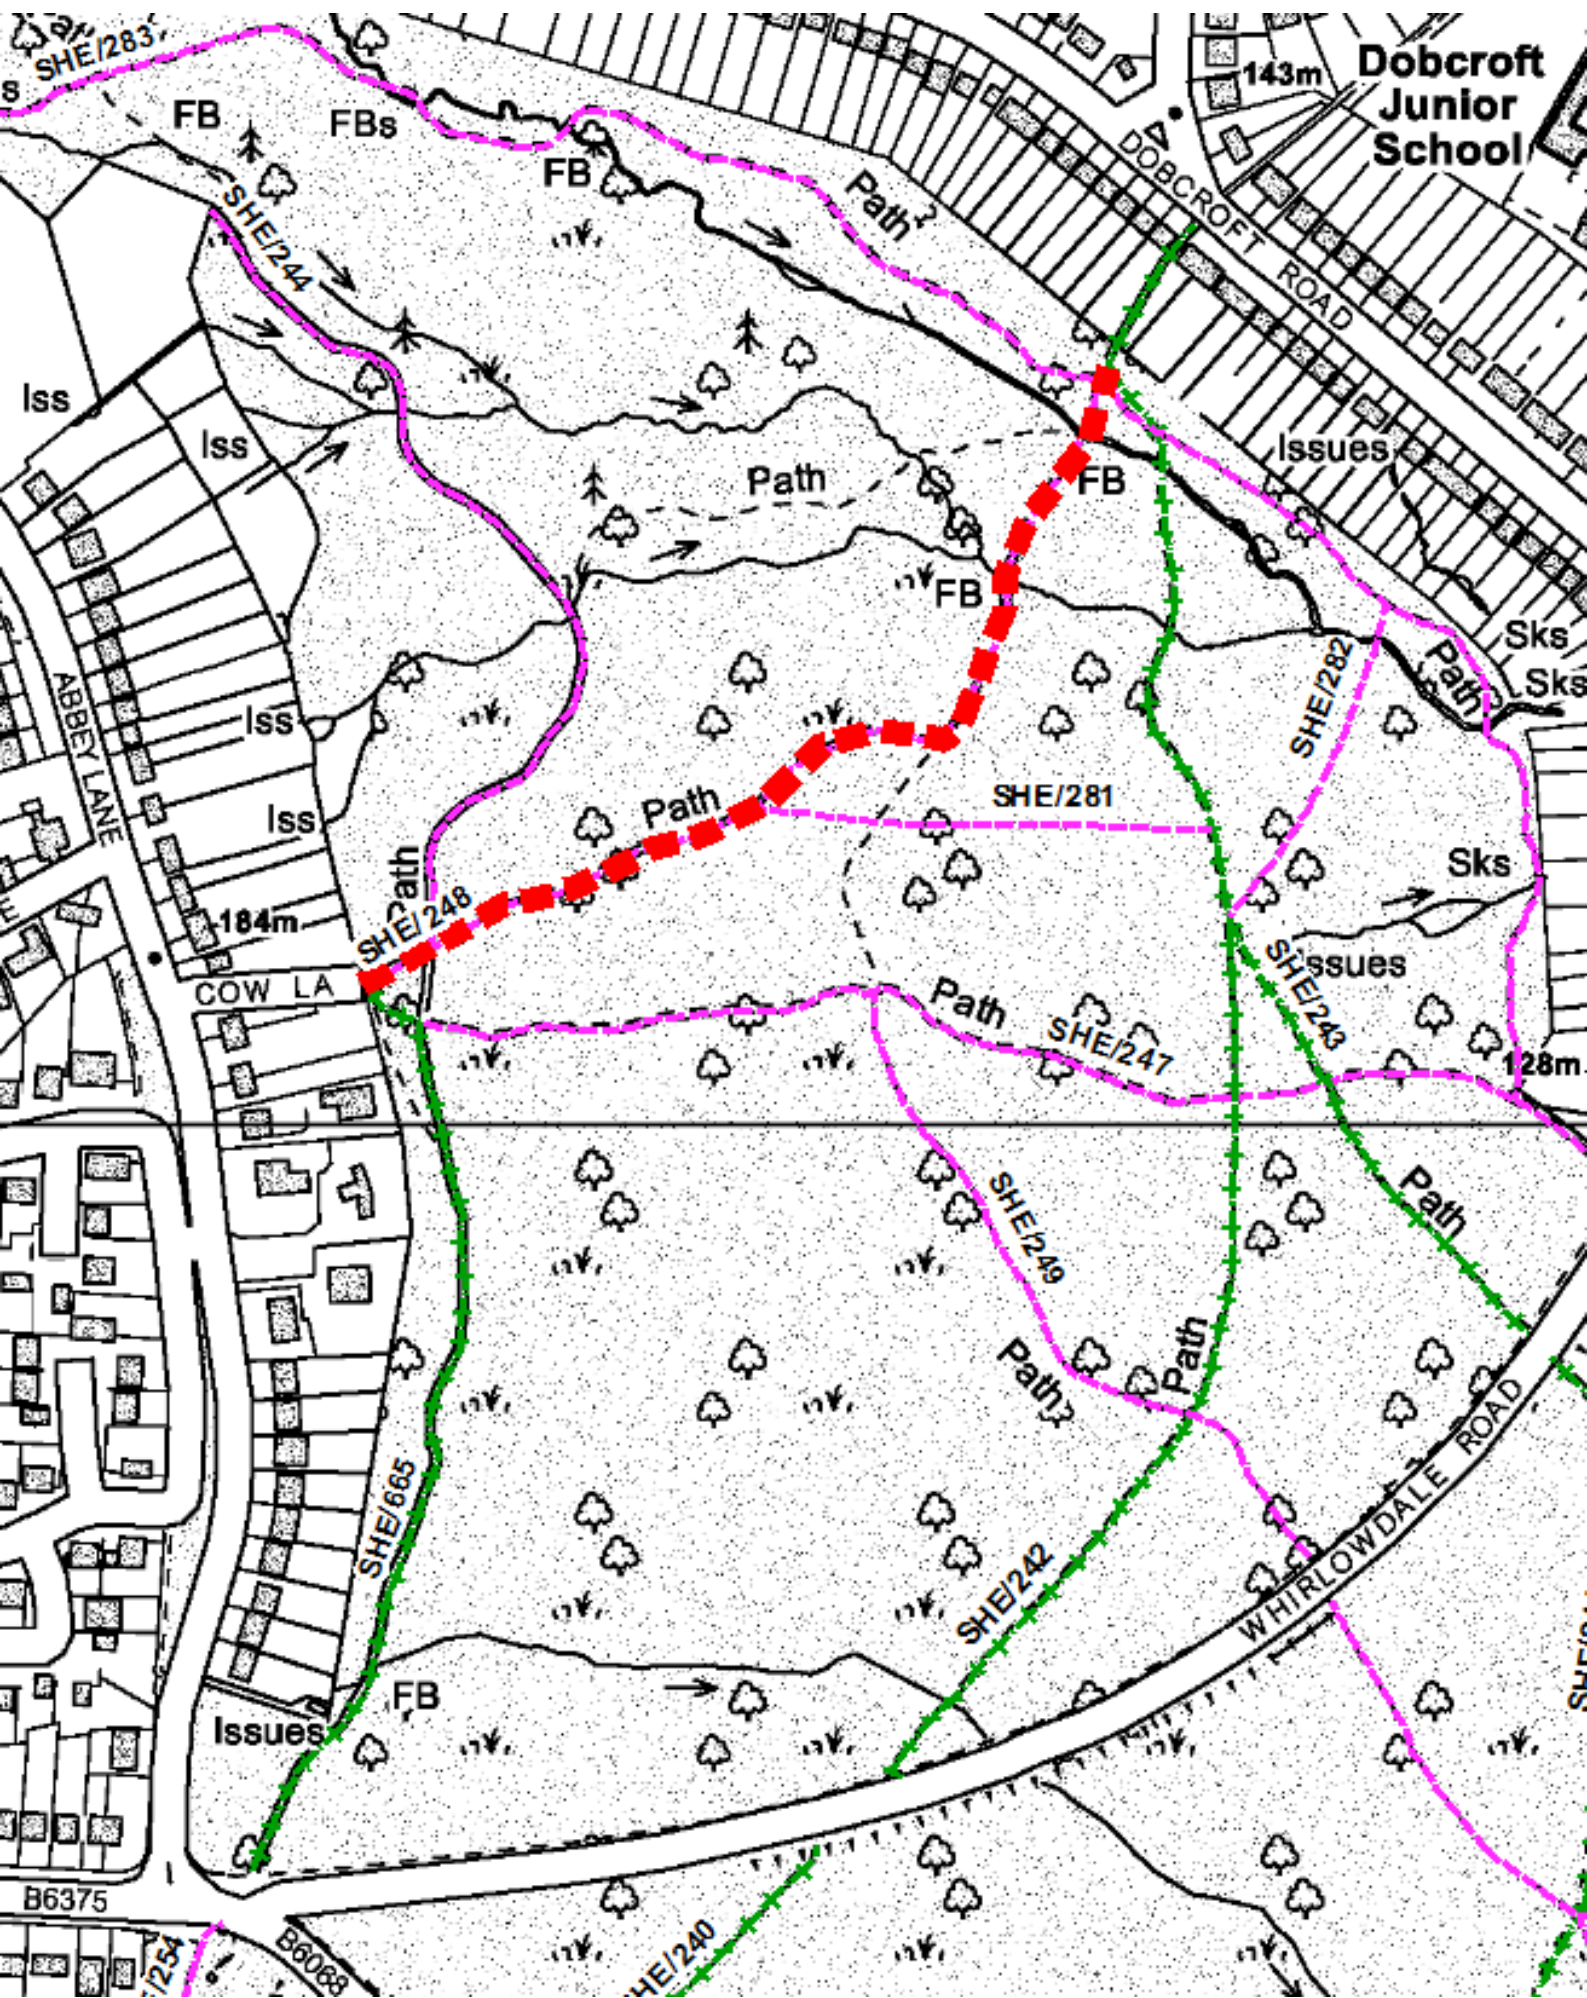 SHE/283
FB
FBs
FB
Path
143m
Dobcroft
Junior
School
DOBCROFT ROAD
SHE/244
Iss
Iss
Path
Issues
FB
FB
Sks
Sks
Path
SHE/282
ABBEY LANE
Iss
Iss
Path
SHE/281
Path
SHE/248
184m
COW LA
Sks
Issues
SHE/243
Path
SHE/247
128m
SHE/249
Path
Path
Path
SHE/665
SHE/242
WHIRLOWDALE ROAD
FB
Issues
B6375
B6068
/254
SHE/240